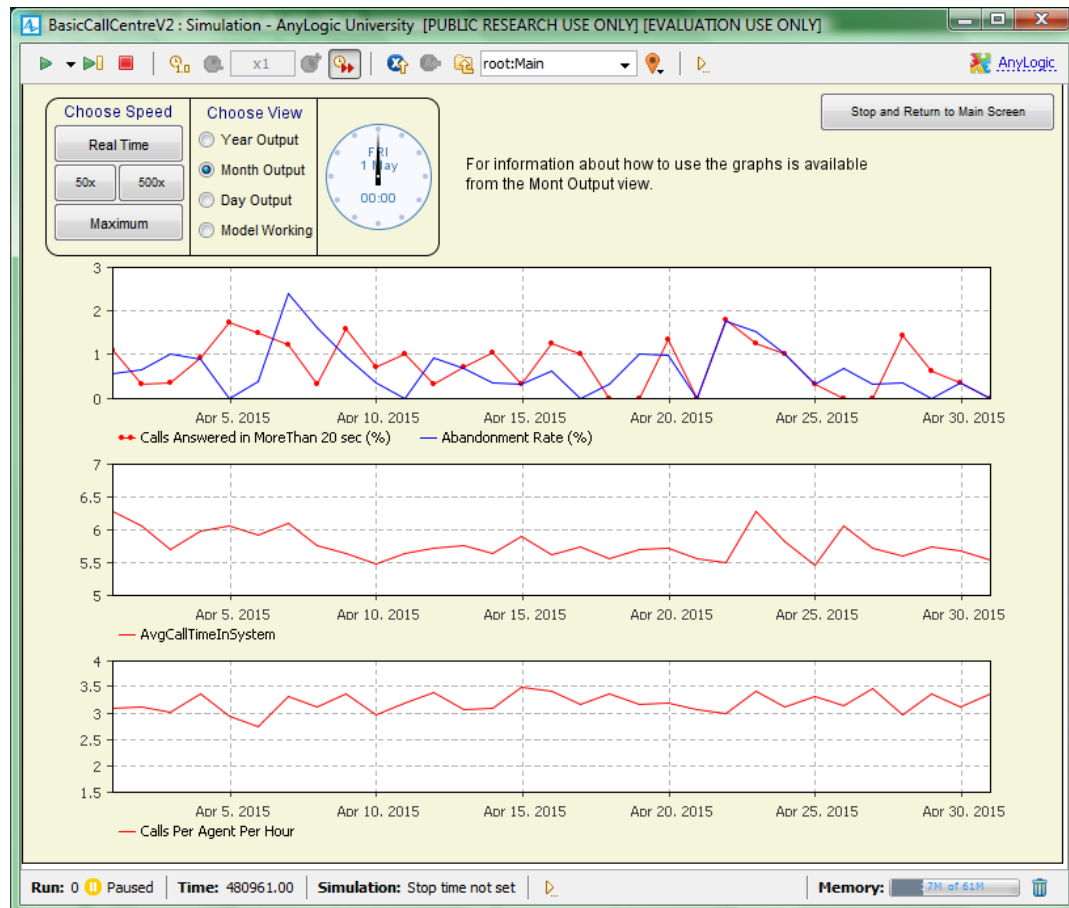 BasicCallCentreV2 : Simulation - AnyLogic University [PUBLIC RESEARCH USE ONLY] [EVALUATION USE ONLY]
x1
root:Main
AnyLogic
Choose Speed
Real Time
50x
500x
Maximum
Choose View
Year Output
Month Output
Day Output
Model Working
FRI
1 May
00:00
For information about how to use the graphs is available
from the Mont Output view.
Stop and Return to Main Screen
3
2
1
0
Apr 5, 2015 Apr 10, 2015 Apr 15, 2015 Apr 20, 2015 Apr 25, 2015 Apr 30, 2015
Calls Answered in MoreThan 20 sec (%) Abandonment Rate (%)
7
6.5
6
5.5
5
Apr 5, 2015 Apr 10, 2015 Apr 15, 2015 Apr 20, 2015 Apr 25, 2015 Apr 30, 2015
AvgCallTimeInSystem
4
3.5
3
2.5
2
1.5
Apr 5, 2015 Apr 10, 2015 Apr 15, 2015 Apr 20, 2015 Apr 25, 2015 Apr 30, 2015
Calls Per Agent Per Hour
Run: 0 Paused Time: 480961.00 Simulation: Stop time not set Memory: of 61M